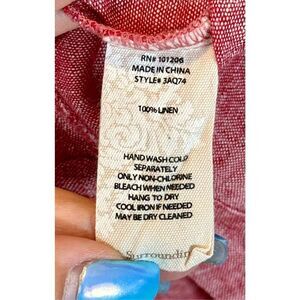 RN# 101206
MADE IN CHINA
STYLE# 3AQ74
100% LINEN
HAND WASH COLD
SEPARATELY
ONLY NON-CHLORINE
BLEACH WHEN NEEDED
HANG TO DRY
COOL IRON IF NEEDED
MAY BE DRY CLEANED